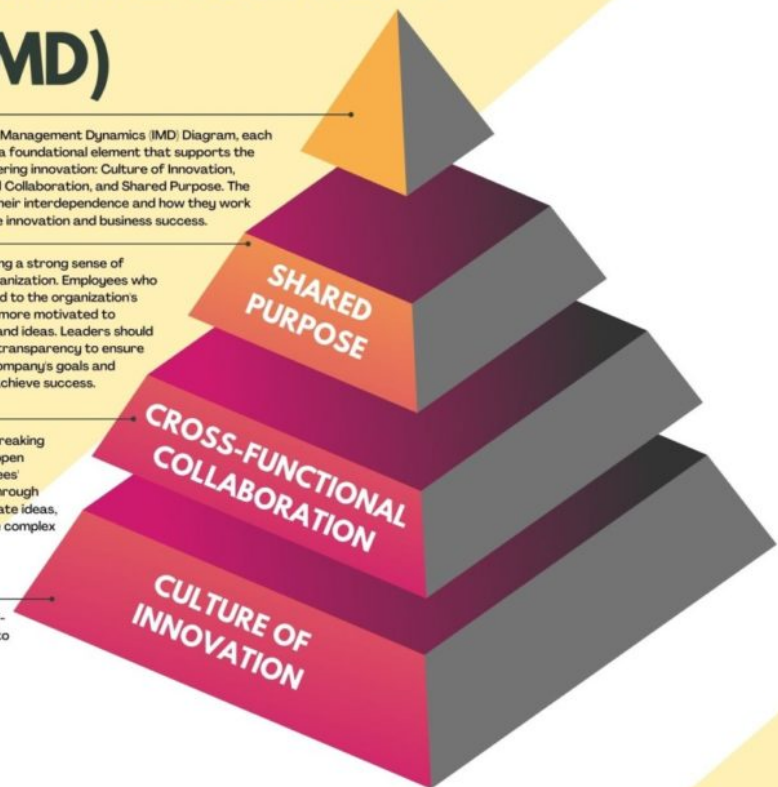 MD)
Management Dynamics (IMD) Diagram, each
a foundational element that supports the
ering innovation: Culture of Innovation,
l Collaboration, and Shared Purpose. The
heir interdependence and how they work
e innovation and business success.
ng a strong sense of
anization. Employees who
d to the organization's
more motivated to
and ideas. Leaders should
transparency to ensure
ompany's goals and
chieve success.
reaking
open
ees'
hrough
ate ideas,
e complex
-
to
SHARED
PURPOSE
CROSS-FUNCTIONAL
COLLABORATION
CULTURE OF
INNOVATION